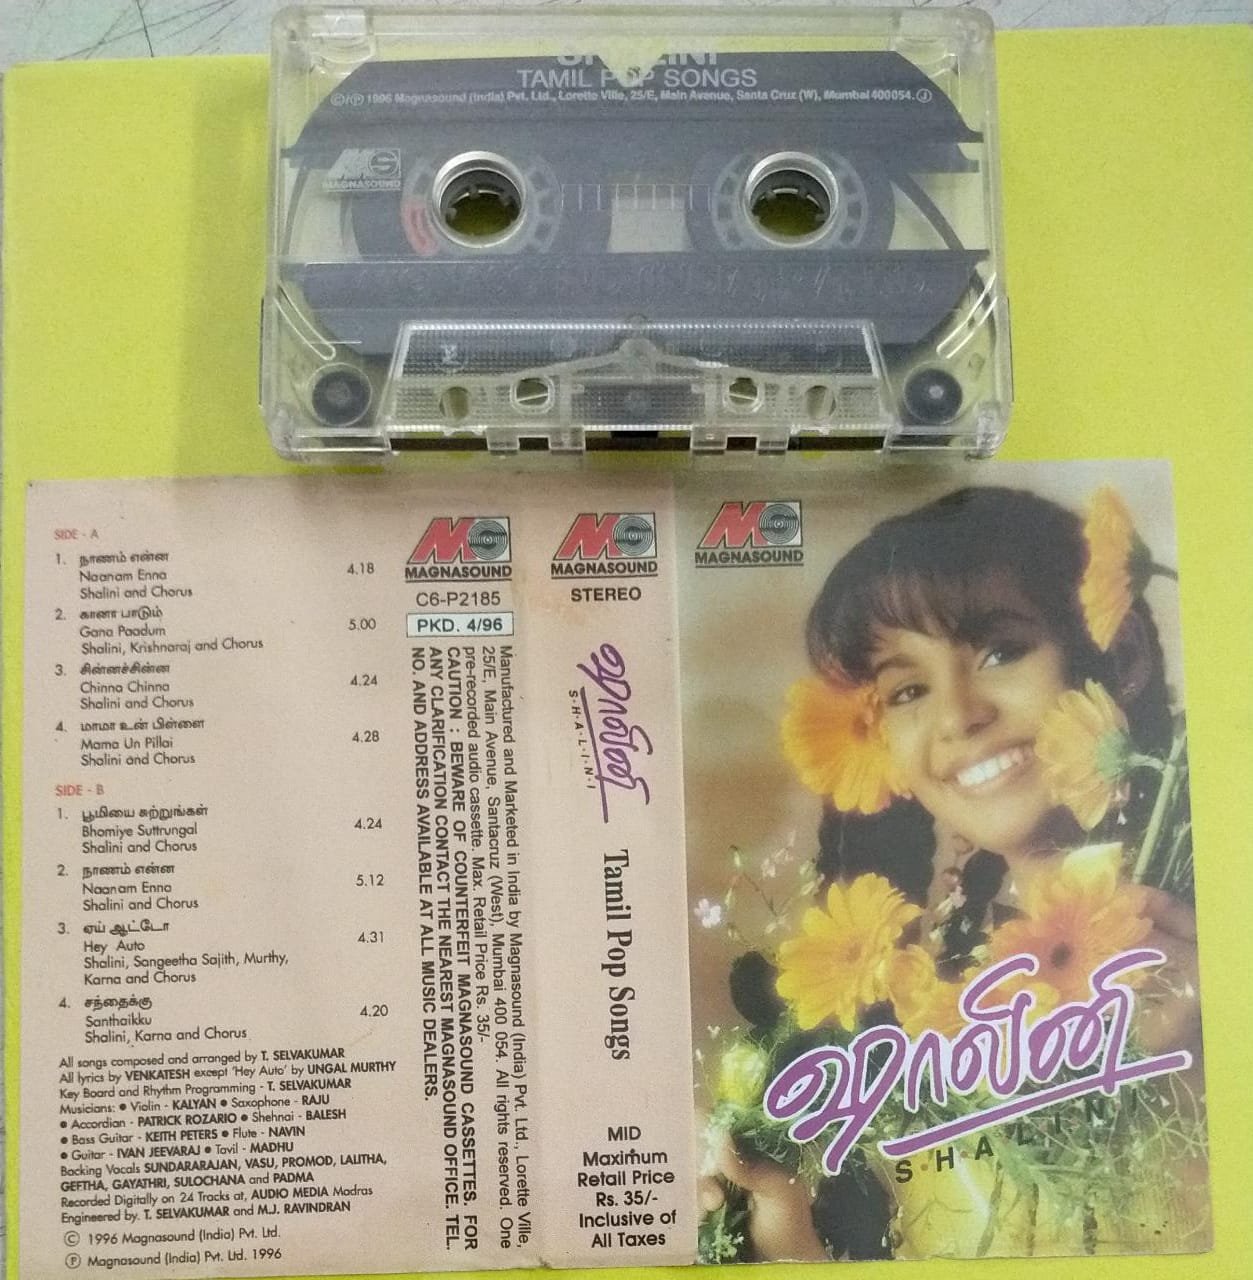 SHALINI
TAMIL POP SONGS
©/Ⓟ 1996 Magnasound (India) Pvt. Ltd., Lorette Ville, 25/E, Main Avenue, Santa Cruz (W), Mumbai 400054.
MAGNASOUND
SIDE - A
1. நாணம் என்ன 4.18
Naanam Enna
Shalini and Chorus
2. கானா பாடும் 5.00
Gana Paadum
Shalini, Krishnaraj and Chorus
3. சின்னச்சின்ன 4.24
Chinna Chinna
Shalini and Chorus
4. மாமா உன் பிள்ளை 4.28
Mama Un Pillai
Shalini and Chorus
SIDE - B
1. பூமியை சுற்றுங்கள் 4.24
Bhomiye Suttrungal
Shalini and Chorus
2. நாணம் என்ன 5.12
Naanam Enna
Shalini and Chorus
3. ஏய் ஆட்டோ 4.31
Hey Auto
Shalini, Sangeetha Sajith, Murthy,
Karna and Chorus
4. சந்தைக்கு 4.20
Santhaikku
Shalini, Karna and Chorus
All songs composed and arranged by T. SELVAKUMAR
All lyrics by VENKATESH except 'Hey Auto' by UNGAL MURTHY
Key Board and Rhythm Programming - T. SELVAKUMAR
Musicians: • Violin - KALYAN • Saxophone - RAJU
• Accordian - PATRICK ROZARIO • Shehnai - BALESH
• Bass Guitar - KEITH PETERS • Flute - NAVIN
• Guitar - IVAN JEEVARAJ • Tavil - MADHU
Backing Vocals SUNDARARAJAN, VASU, PROMOD, LALITHA,
GEFTHA, GAYATHRI, SULOCHANA and PADMA
Recorded Digitally on 24 Tracks at, AUDIO MEDIA Madras
Engineered by. T. SELVAKUMAR and M.J. RAVINDRAN
© 1996 Magnasound (India) Pvt. Ltd.
Ⓟ Magnasound (India) Pvt. Ltd. 1996
MAGNASOUND
C6-P2185
PKD. 4/96
Manufactured and Marketed in India by Magnasound (India) Pvt. Ltd., Lorette Ville,
25/E, Main Avenue, Santacruz (West), Mumbai 400 054. All rights reserved. One
pre-recorded audio cassette. Max. Retail Price Rs. 35/-
CAUTION : BEWARE OF COUNTERFEIT MAGNASOUND CASSETTES. FOR
ANY CLARIFICATION CONTACT THE NEAREST MAGNASOUND OFFICE. TEL.
NO. AND ADDRESS AVAILABLE AT ALL MUSIC DEALERS.
MAGNASOUND
STEREO
ஷாலினி
S·H·A·L·I·N·I
Tamil Pop Songs
MID
Maximum
Retail Price
Rs. 35/-
Inclusive of
All Taxes
MAGNASOUND
ஷாலினி
S·H·A·L·I·N·I